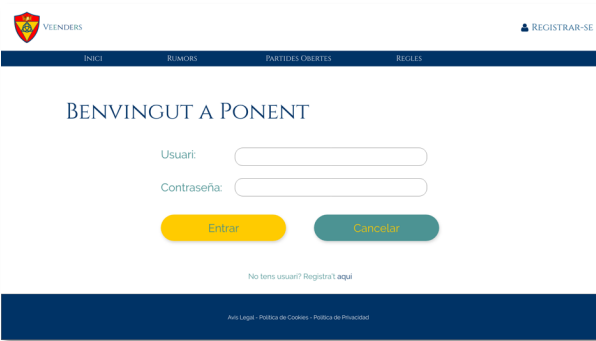 Veenders
Registrar-se
Inici Rumors Partides Obertes Regles
Benvingut a Ponent
Usuari:
Contraseña:
Entrar Cancelar
No tens usuari? Registra't aquí
Avís Legal - Política de Cookies - Política de Privacidad